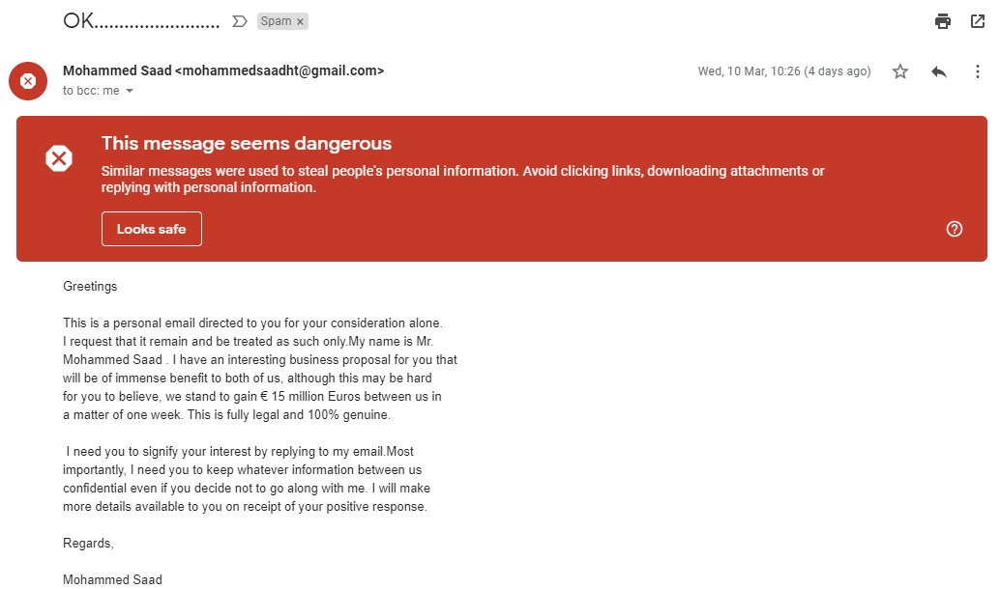 OK.........................
Spam ×
Mohammed Saad <mohammedsaadht@gmail.com>
Wed, 10 Mar, 10:26 (4 days ago)
to bcc: me
This message seems dangerous
Similar messages were used to steal people's personal information. Avoid clicking links, downloading attachments or
replying with personal information.
Looks safe
Greetings
This is a personal email directed to you for your consideration alone.
I request that it remain and be treated as such only.My name is Mr.
Mohammed Saad . I have an interesting business proposal for you that
will be of immense benefit to both of us, although this may be hard
for you to believe, we stand to gain € 15 million Euros between us in
a matter of one week. This is fully legal and 100% genuine.
I need you to signify your interest by replying to my email.Most
importantly, I need you to keep whatever information between us
confidential even if you decide not to go along with me. I will make
more details available to you on receipt of your positive response.
Regards,
Mohammed Saad